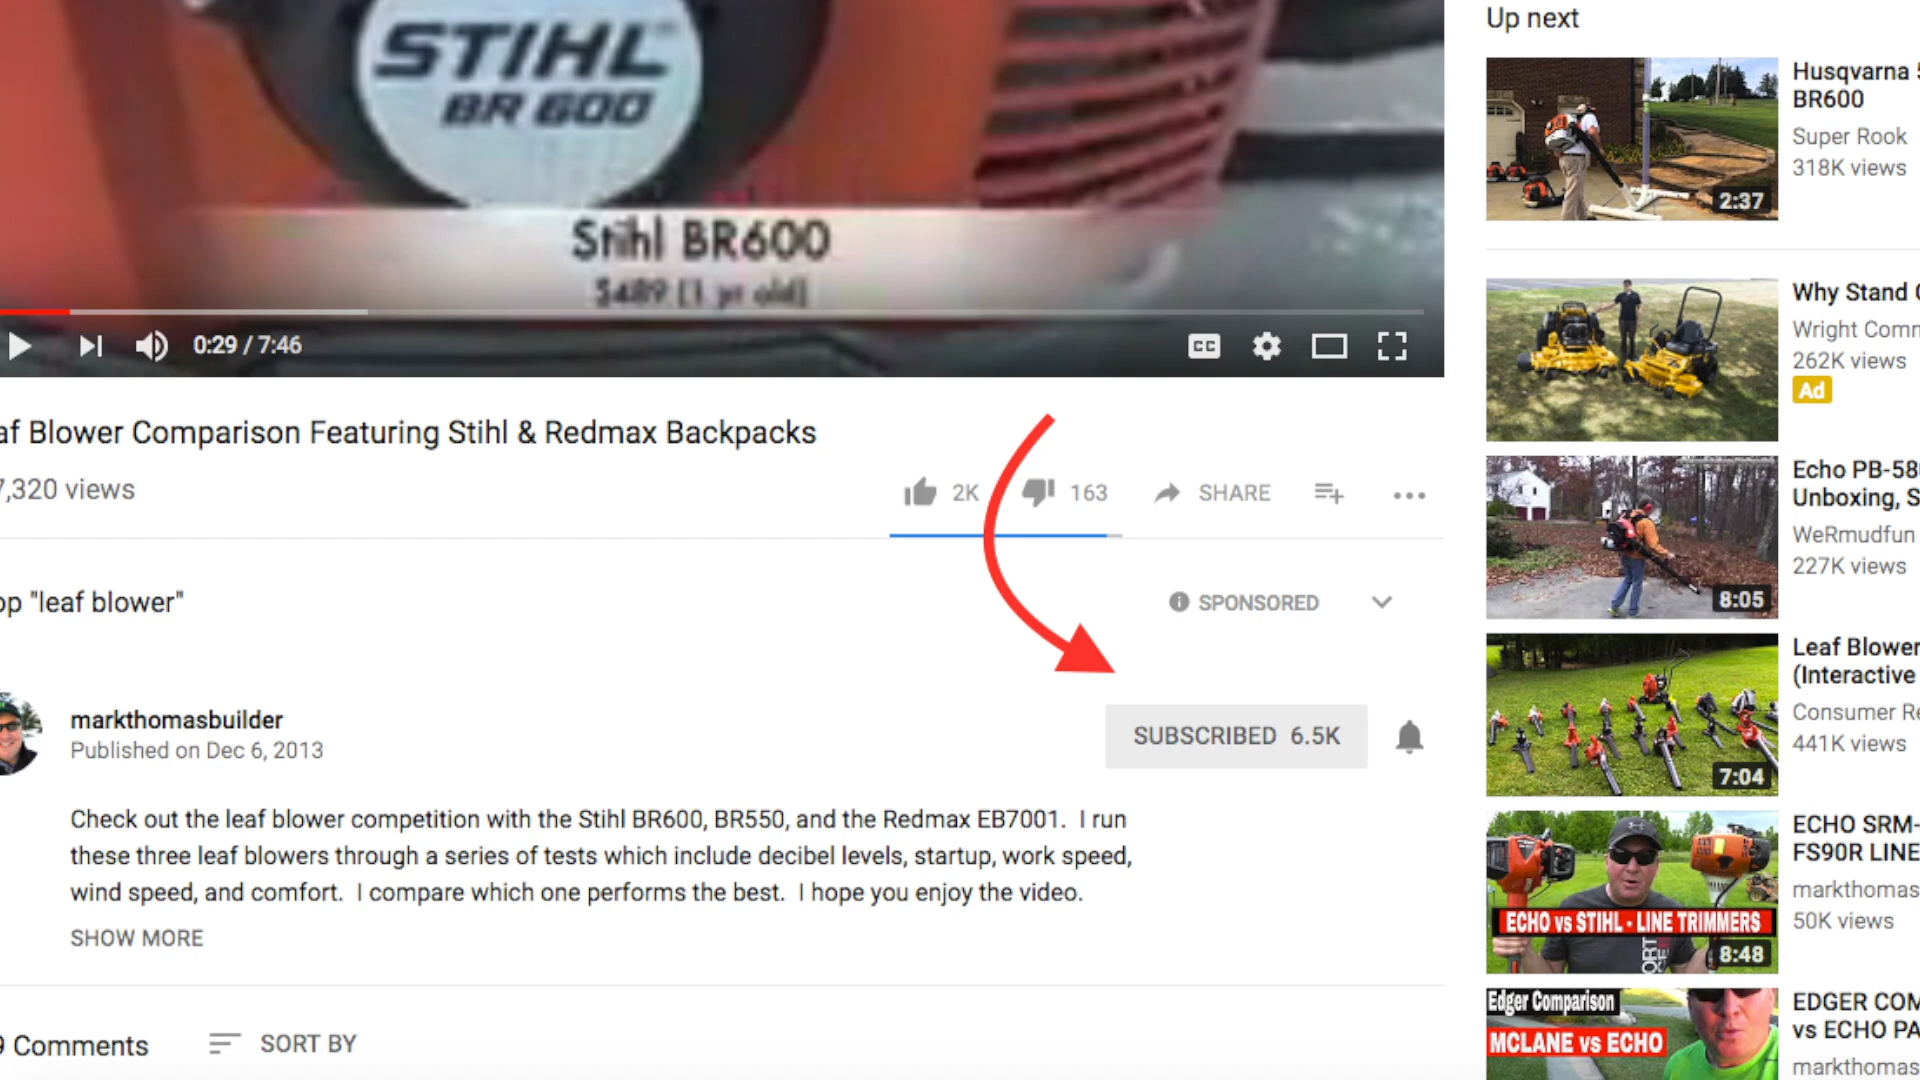 STIHL
BR 600
Stihl BR600
$489 (1 yr old)
0:29 / 7:46
CC
af Blower Comparison Featuring Stihl & Redmax Backpacks
7,320 views
2K
163
SHARE
op "leaf blower"
SPONSORED
markthomasbuilder
Published on Dec 6, 2013
SUBSCRIBED 6.5K
Check out the leaf blower competition with the Stihl BR600, BR550, and the Redmax EB7001. I run
these three leaf blowers through a series of tests which include decibel levels, startup, work speed,
wind speed, and comfort. I compare which one performs the best. I hope you enjoy the video.
SHOW MORE
9 Comments
SORT BY
Up next
2:37
Husqvarna 5
BR600
Super Rook
318K views
Why Stand
Wright Comm
262K views
Ad
8:05
Echo PB-58
Unboxing, S
WeRmudfun
227K views
7:04
Leaf Blower
(Interactive
Consumer Re
441K views
ECHO vs STIHL - LINE TRIMMERS
8:48
ECHO SRM-
FS90R LINE
markthomas
50K views
Edger Comparison
MCLANE vs ECHO
EDGER COM
vs ECHO PA
markthomas